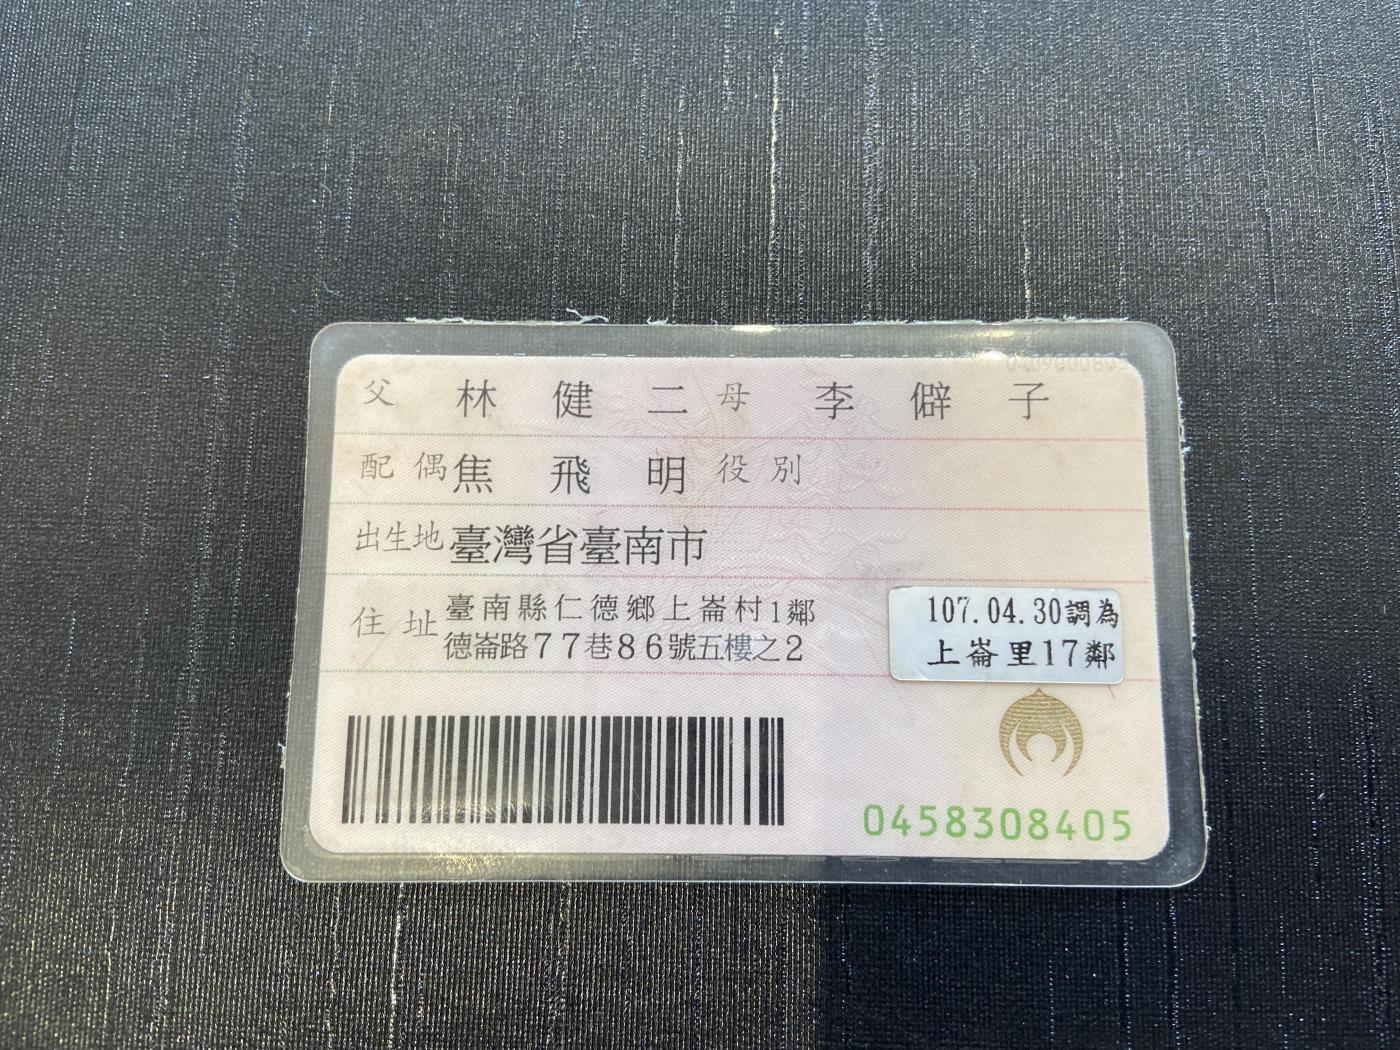 父 林健二 母 李僻子
配偶 焦飛明 役別
出生地 臺灣省臺南市
住址 臺南縣仁德鄉上崙村1鄰
德崙路77巷86號五樓之2
107.04.30調為
上崙里17鄰
0458308405